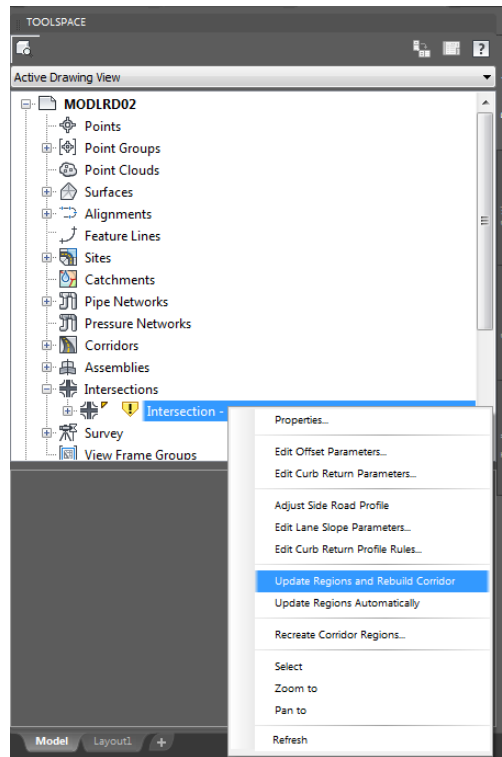 TOOLSPACE
Active Drawing View
MODLRD02
Points
Point Groups
Point Clouds
Surfaces
Alignments
Feature Lines
Sites
Catchments
Pipe Networks
Pressure Networks
Corridors
Assemblies
Intersections
Intersection -
Survey
View Frame Groups
Properties...
Edit Offset Parameters...
Edit Curb Return Parameters...
Adjust Side Road Profile
Edit Lane Slope Parameters...
Edit Curb Return Profile Rules...
Update Regions and Rebuild Corridor
Update Regions Automatically
Recreate Corridor Regions...
Select
Zoom to
Pan to
Refresh
Model Layout1 +